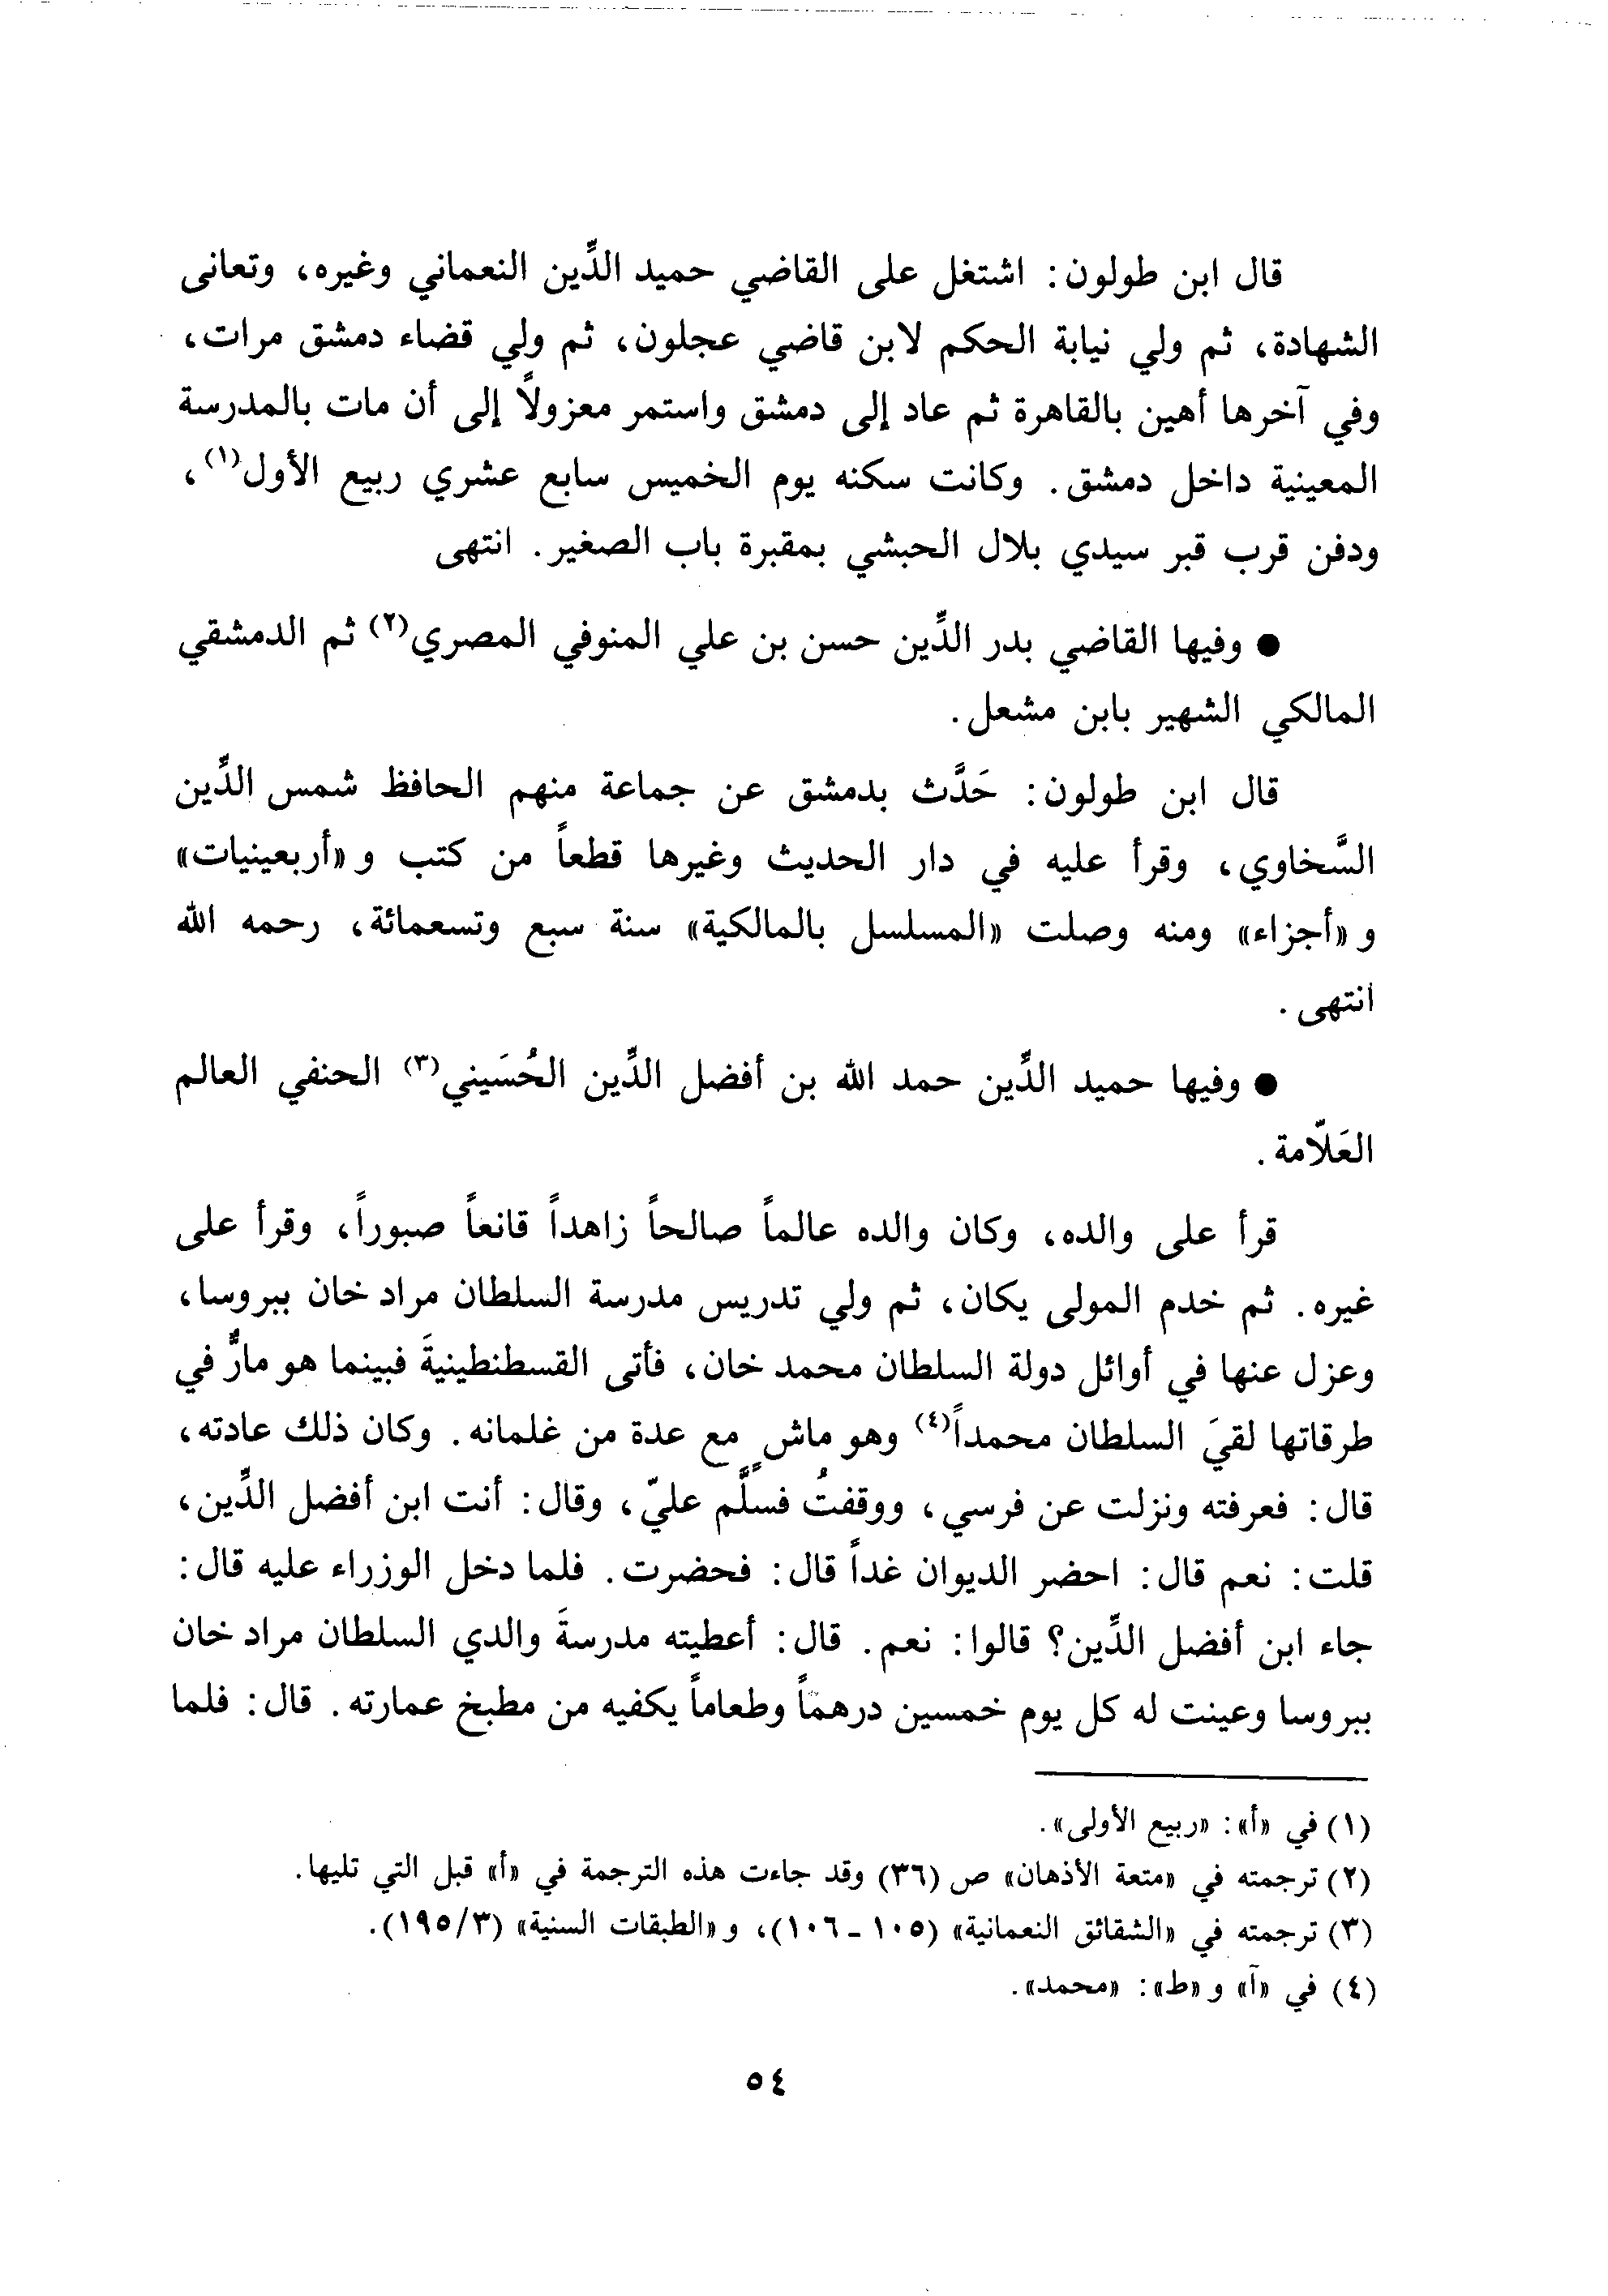 قال ابن طولون: اشتغل على القاضي حميد الدِّين النعماني وغيره، وتعانى
الشهادة، ثم ولي نيابة الحكم لابن قاضي عجلون، ثم ولي قضاء دمشق مرات،
وفي آخرها أهين بالقاهرة ثم عاد إلى دمشق واستمر معزولاً إلى أن مات بالمدرسة
المعينية داخل دمشق. وكانت سكنه يوم الخميس سابع عشري ربيع الأول(١)،
ودفن قرب قبر سيدي بلال الحبشي بمقبرة باب الصغير. انتهى
● وفيها القاضي بدر الدِّين حسن بن علي المنوفي المصري(٢) ثم الدمشقي
المالكي الشهير بابن مشعل.
قال ابن طولون: حَدَّث بدمشق عن جماعة منهم الحافظ شمس الدِّين
السَّخاوي، وقرأ عليه في دار الحديث وغيرها قطعاً من كتب و«أربعينيات»
و«أجزاء» ومنه وصلت «المسلسل بالمالكية» سنة سبع وتسعمائة، رحمه الله
انتهى.
● وفيها حميد الدِّين حمد الله بن أفضل الدِّين الحُسَيني(٣) الحنفي العالم
العَلّامة.
قرأ على والده، وكان والده عالماً صالحاً زاهداً قانعاً صبوراً، وقرأ على
غيره. ثم خدم المولى يكان، ثم ولي تدريس مدرسة السلطان مراد خان ببروسا،
وعزل عنها في أوائل دولة السلطان محمد خان، فأتى القسطنطينيةَ فبينما هو مارٌّ في
طرقاتها لقيَ السلطان محمداً(٤) وهو ماشٍ مع عدة من غلمانه. وكان ذلك عادته،
قال: فعرفته ونزلت عن فرسي، ووقفتُ فسلَّم عليّ، وقال: أنت ابن أفضل الدِّين،
قلت: نعم قال: احضر الديوان غداً قال: فحضرت. فلما دخل الوزراء عليه قال:
جاء ابن أفضل الدِّين؟ قالوا: نعم. قال: أعطيته مدرسةَ والدي السلطان مراد خان
ببروسا وعينت له كل يوم خمسين درهماً وطعاماً يكفيه من مطبخ عمارته. قال: فلما
(١) في «أ»: «ربيع الأولى».
(٢) ترجمته في «متعة الأذهان» ص (٣٦) وقد جاءت هذه الترجمة في «أ» قبل التي تليها.
(٣) ترجمته في «الشقائق النعمانية» (١٠٥ - ١٠٦)، و«الطبقات السنية» (٣/١٩٥).
(٤) في «آ» و«ط»: «محمد».
٥٤